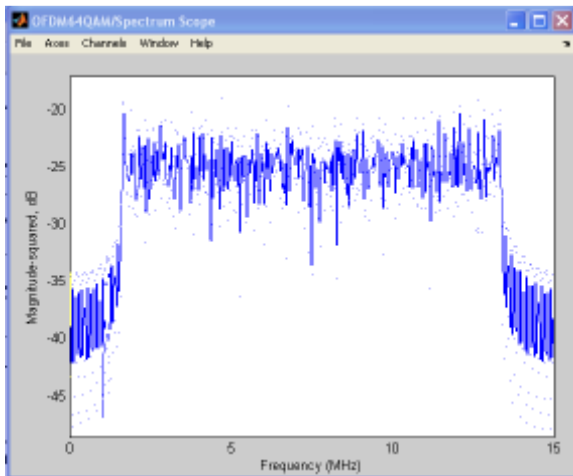 OFDM64QAM/Spectrum Scope
File Axes Channels Window Help
-20
-25
-30
-35
-40
-45
Magnitude-squared, dB
0 5 10 15
Frequency (MHz)